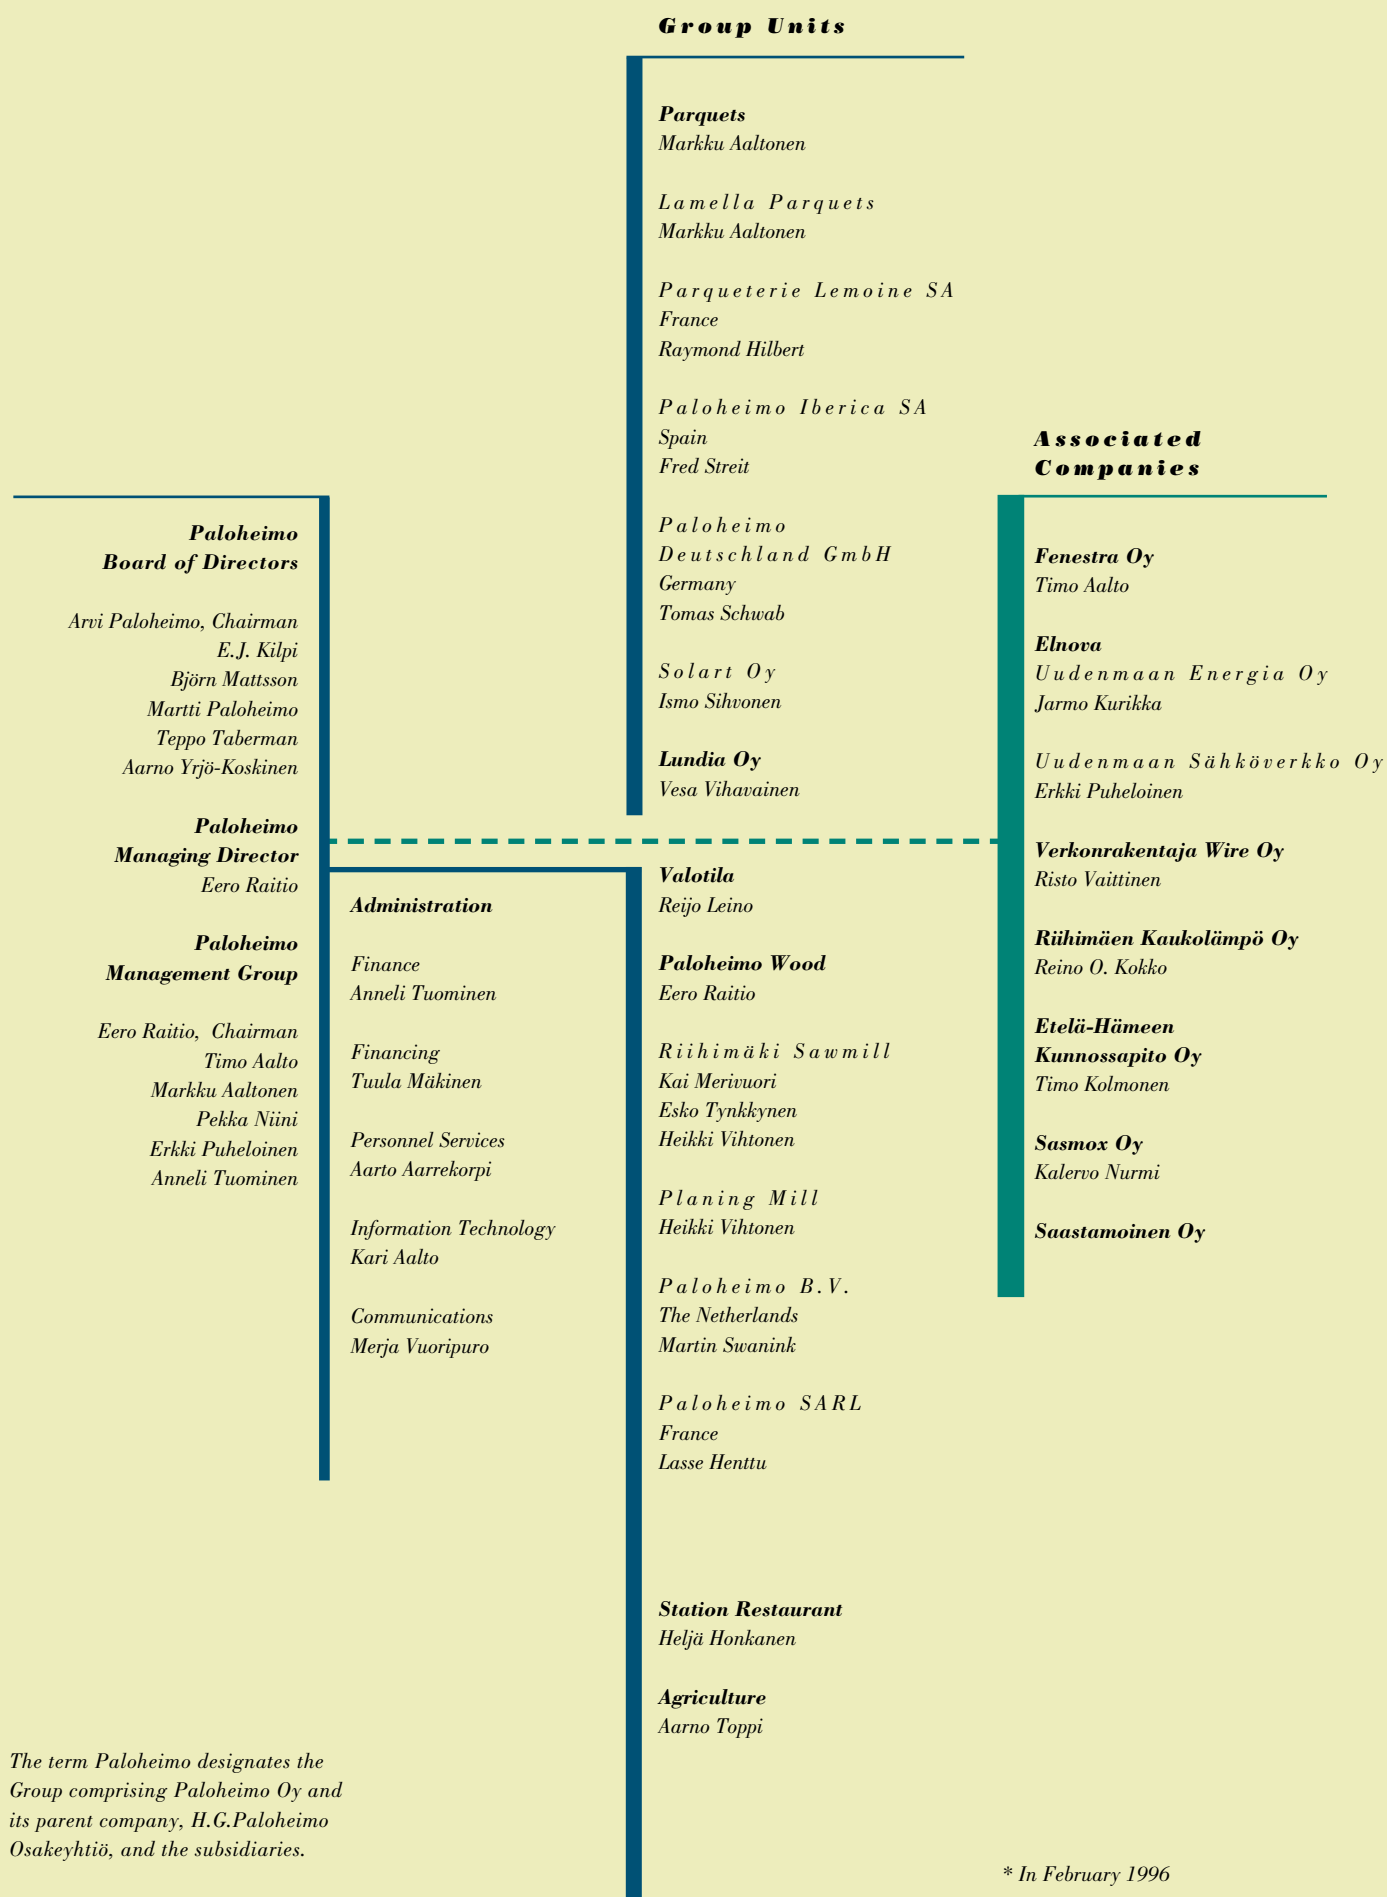 Group Units
Parquets
Markku Aaltonen
Lamella Parquets
Markku Aaltonen
Parqueterie Lemoine SA
France
Raymond Hilbert
Paloheimo Iberica SA
Spain
Fred Streit
Paloheimo
Deutschland GmbH
Germany
Tomas Schwab
Solart Oy
Ismo Sihvonen
Lundia Oy
Vesa Vihavainen
Paloheimo
Board of Directors
Arvi Paloheimo, Chairman
E.J. Kilpi
Björn Mattsson
Martti Paloheimo
Teppo Taberman
Aarno Yrjö-Koskinen
Paloheimo
Managing Director
Eero Raitio
Paloheimo
Management Group
Eero Raitio, Chairman
Timo Aalto
Markku Aaltonen
Pekka Niini
Erkki Puheloinen
Anneli Tuominen
Administration
Finance
Anneli Tuominen
Financing
Tuula Mäkinen
Personnel Services
Aarto Aarrekorpi
Information Technology
Kari Aalto
Communications
Merja Vuoripuro
Valotila
Reijo Leino
Paloheimo Wood
Eero Raitio
Riihimäki Sawmill
Kai Merivuori
Esko Tynkkynen
Heikki Vihtonen
Planing Mill
Heikki Vihtonen
Paloheimo B.V.
The Netherlands
Martin Swanink
Paloheimo SARL
France
Lasse Henttu
Station Restaurant
Heljä Honkanen
Agriculture
Aarno Toppi
Associated
Companies
Fenestra Oy
Timo Aalto
Elnova
Uudenmaan Energia Oy
Jarmo Kurikka
Uudenmaan Sähköverkko Oy
Erkki Puheloinen
Verkonrakentaja Wire Oy
Risto Vaittinen
Riihimäen Kaukolämpö Oy
Reino O. Kokko
Etelä-Hämeen
Kunnossapito Oy
Timo Kolmonen
Sasmox Oy
Kalervo Nurmi
Saastamoinen Oy
The term Paloheimo designates the
Group comprising Paloheimo Oy and
its parent company, H.G.Paloheimo
Osakeyhtiö, and the subsidiaries.
* In February 1996